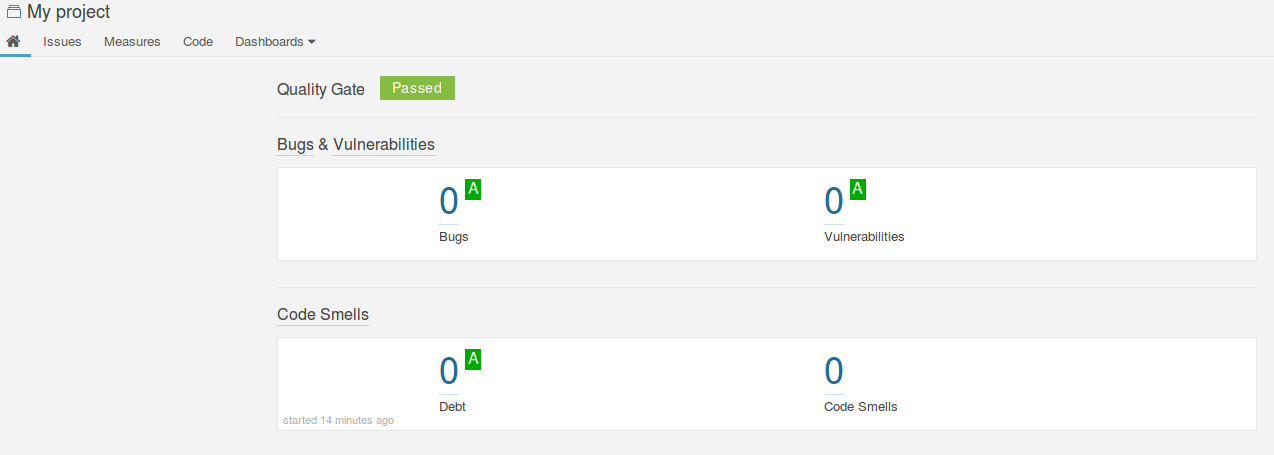 My project
Issues Measures Code Dashboards
Quality Gate Passed
Bugs & Vulnerabilities
0 A 0 A
Bugs Vulnerabilities
Code Smells
0 A 0
Debt Code Smells
started 14 minutes ago